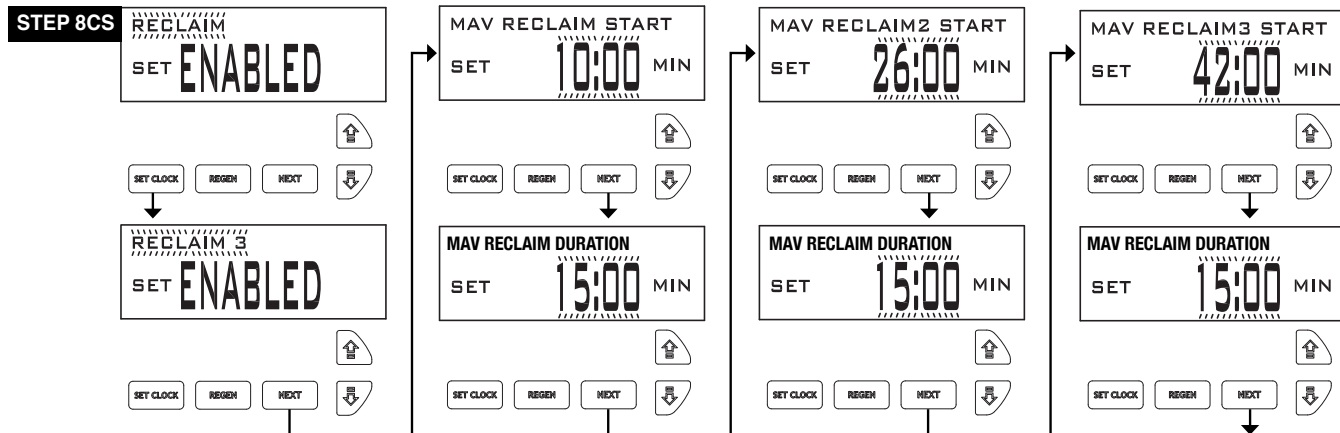 STEP 8CS
RECLAIM
SET ENABLED
SET CLOCK REGEN NEXT
RECLAIM 3
SET ENABLED
SET CLOCK REGEN NEXT
MAV RECLAIM START
SET 10:00 MIN
SET CLOCK REGEN NEXT
MAV RECLAIM DURATION
SET 15:00 MIN
SET CLOCK REGEN NEXT
MAV RECLAIM2 START
SET 26:00 MIN
SET CLOCK REGEN NEXT
MAV RECLAIM DURATION
SET 15:00 MIN
SET CLOCK REGEN NEXT
MAV RECLAIM3 START
SET 42:00 MIN
SET CLOCK REGEN NEXT
MAV RECLAIM DURATION
SET 15:00 MIN
SET CLOCK REGEN NEXT